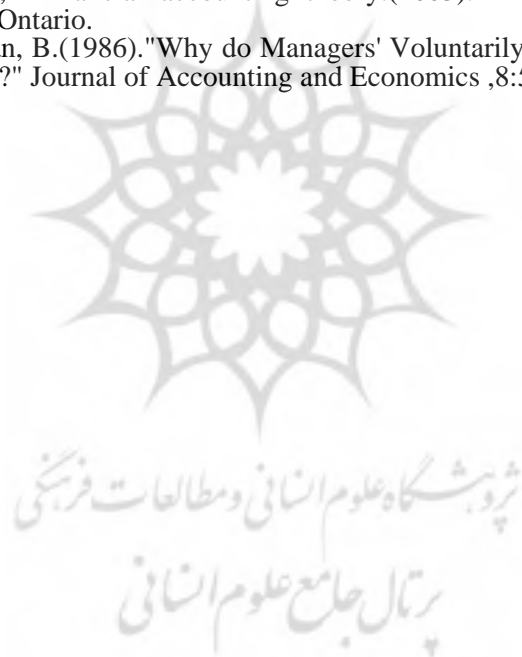 Ontario.
n, B.(1986)."Why do Managers' Voluntarily
?" Journal of Accounting and Economics ,8:
پژوهشگاه علوم انسانی و مطالعات فرهنگی
پرتال جامع علوم انسانی